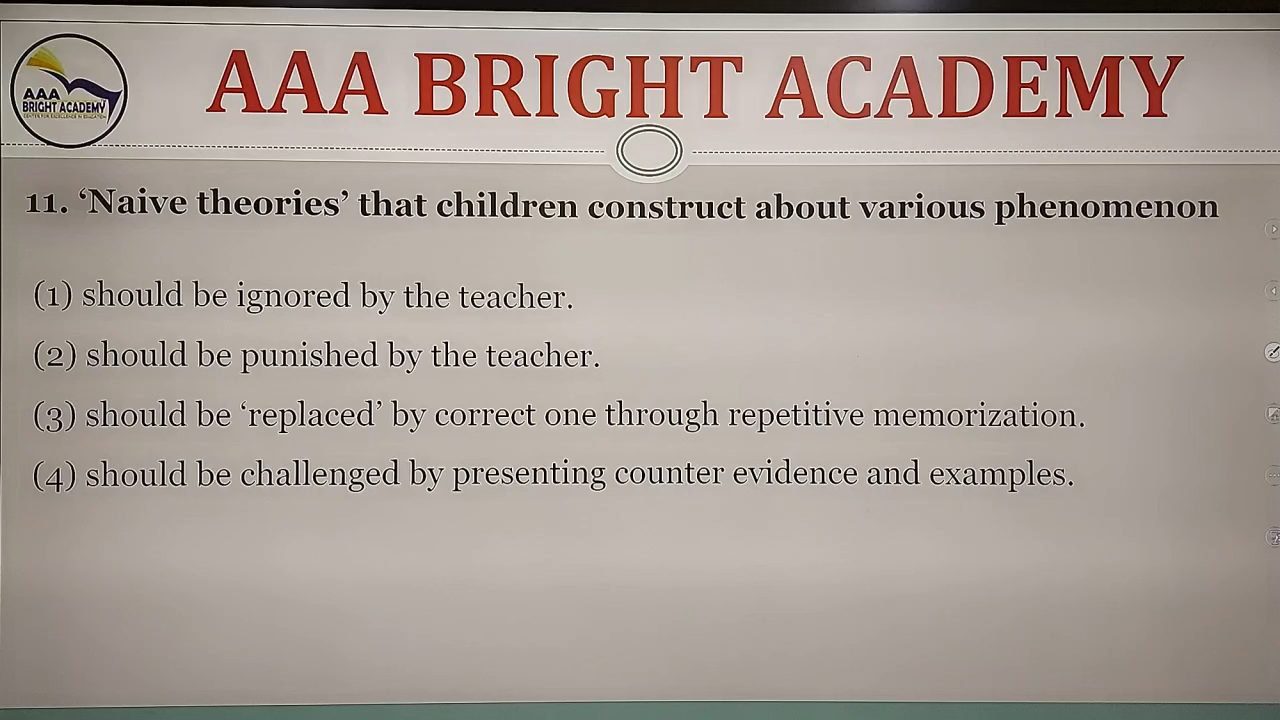 AAA BRIGHT ACADEMY
AAA
BRIGHT ACADEMY
11. ‘Naive theories’ that children construct about various phenomenon
(1) should be ignored by the teacher.
(2) should be punished by the teacher.
(3) should be ‘replaced’ by correct one through repetitive memorization.
(4) should be challenged by presenting counter evidence and examples.